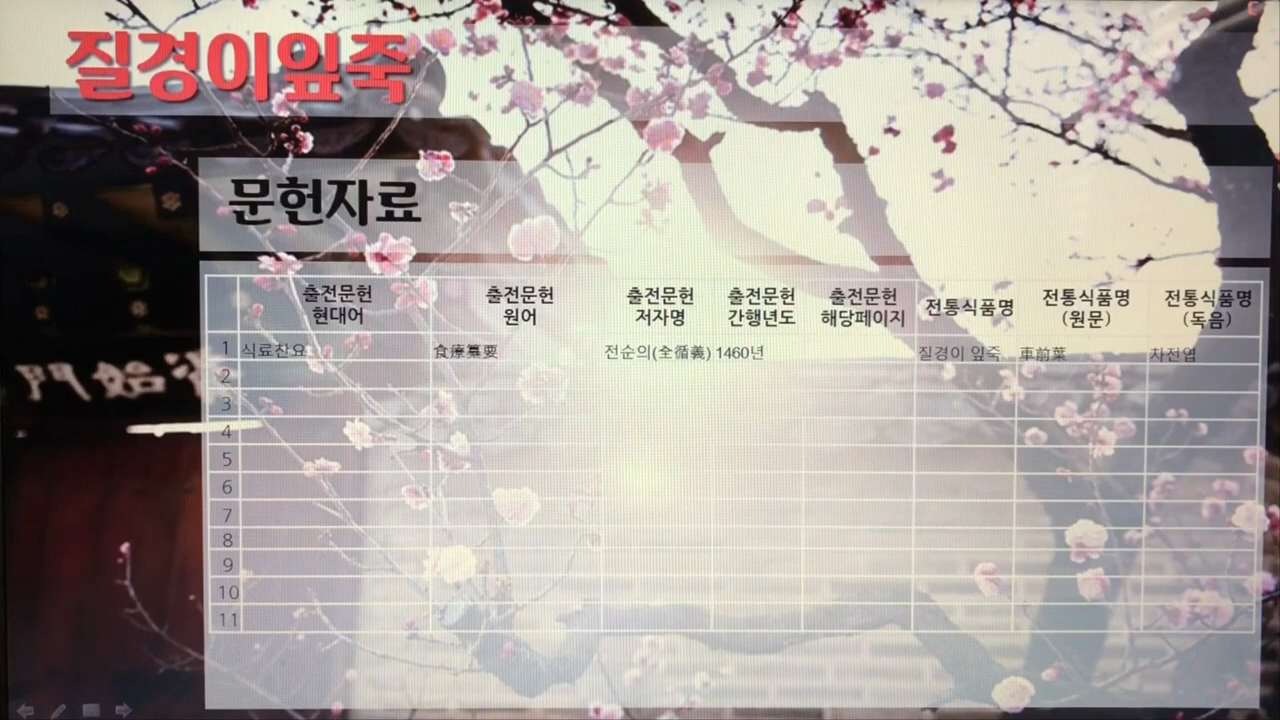 질경이잎죽
문헌자료
출전문헌 현대어 출전문헌 원어 출전문헌 저자명 출전문헌 간행년도 출전문헌 해당페이지 전통식품명 전통식품명 (원문) 전통식품명 (독음)
1 식료찬요 食療纂要 전순의(全循義) 1460년 질경이 잎죽 車前葉 차전엽
2
3
4
5
6
7
8
9
10
11